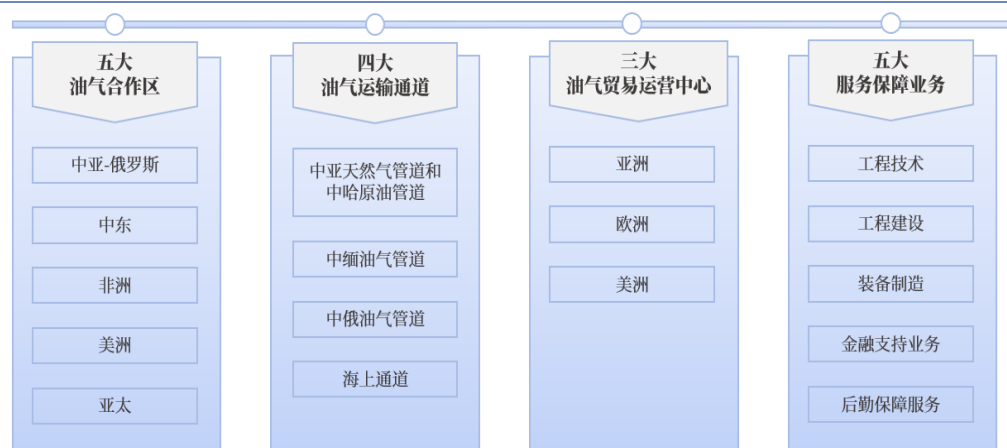 五大
油气合作区
中亚-俄罗斯
中东
非洲
美洲
亚太
四大
油气运输通道
中亚天然气管道和
中哈原油管道
中缅油气管道
中俄油气管道
海上通道
三大
油气贸易运营中心
亚洲
欧洲
美洲
五大
服务保障业务
工程技术
工程建设
装备制造
金融支持业务
后勤保障服务